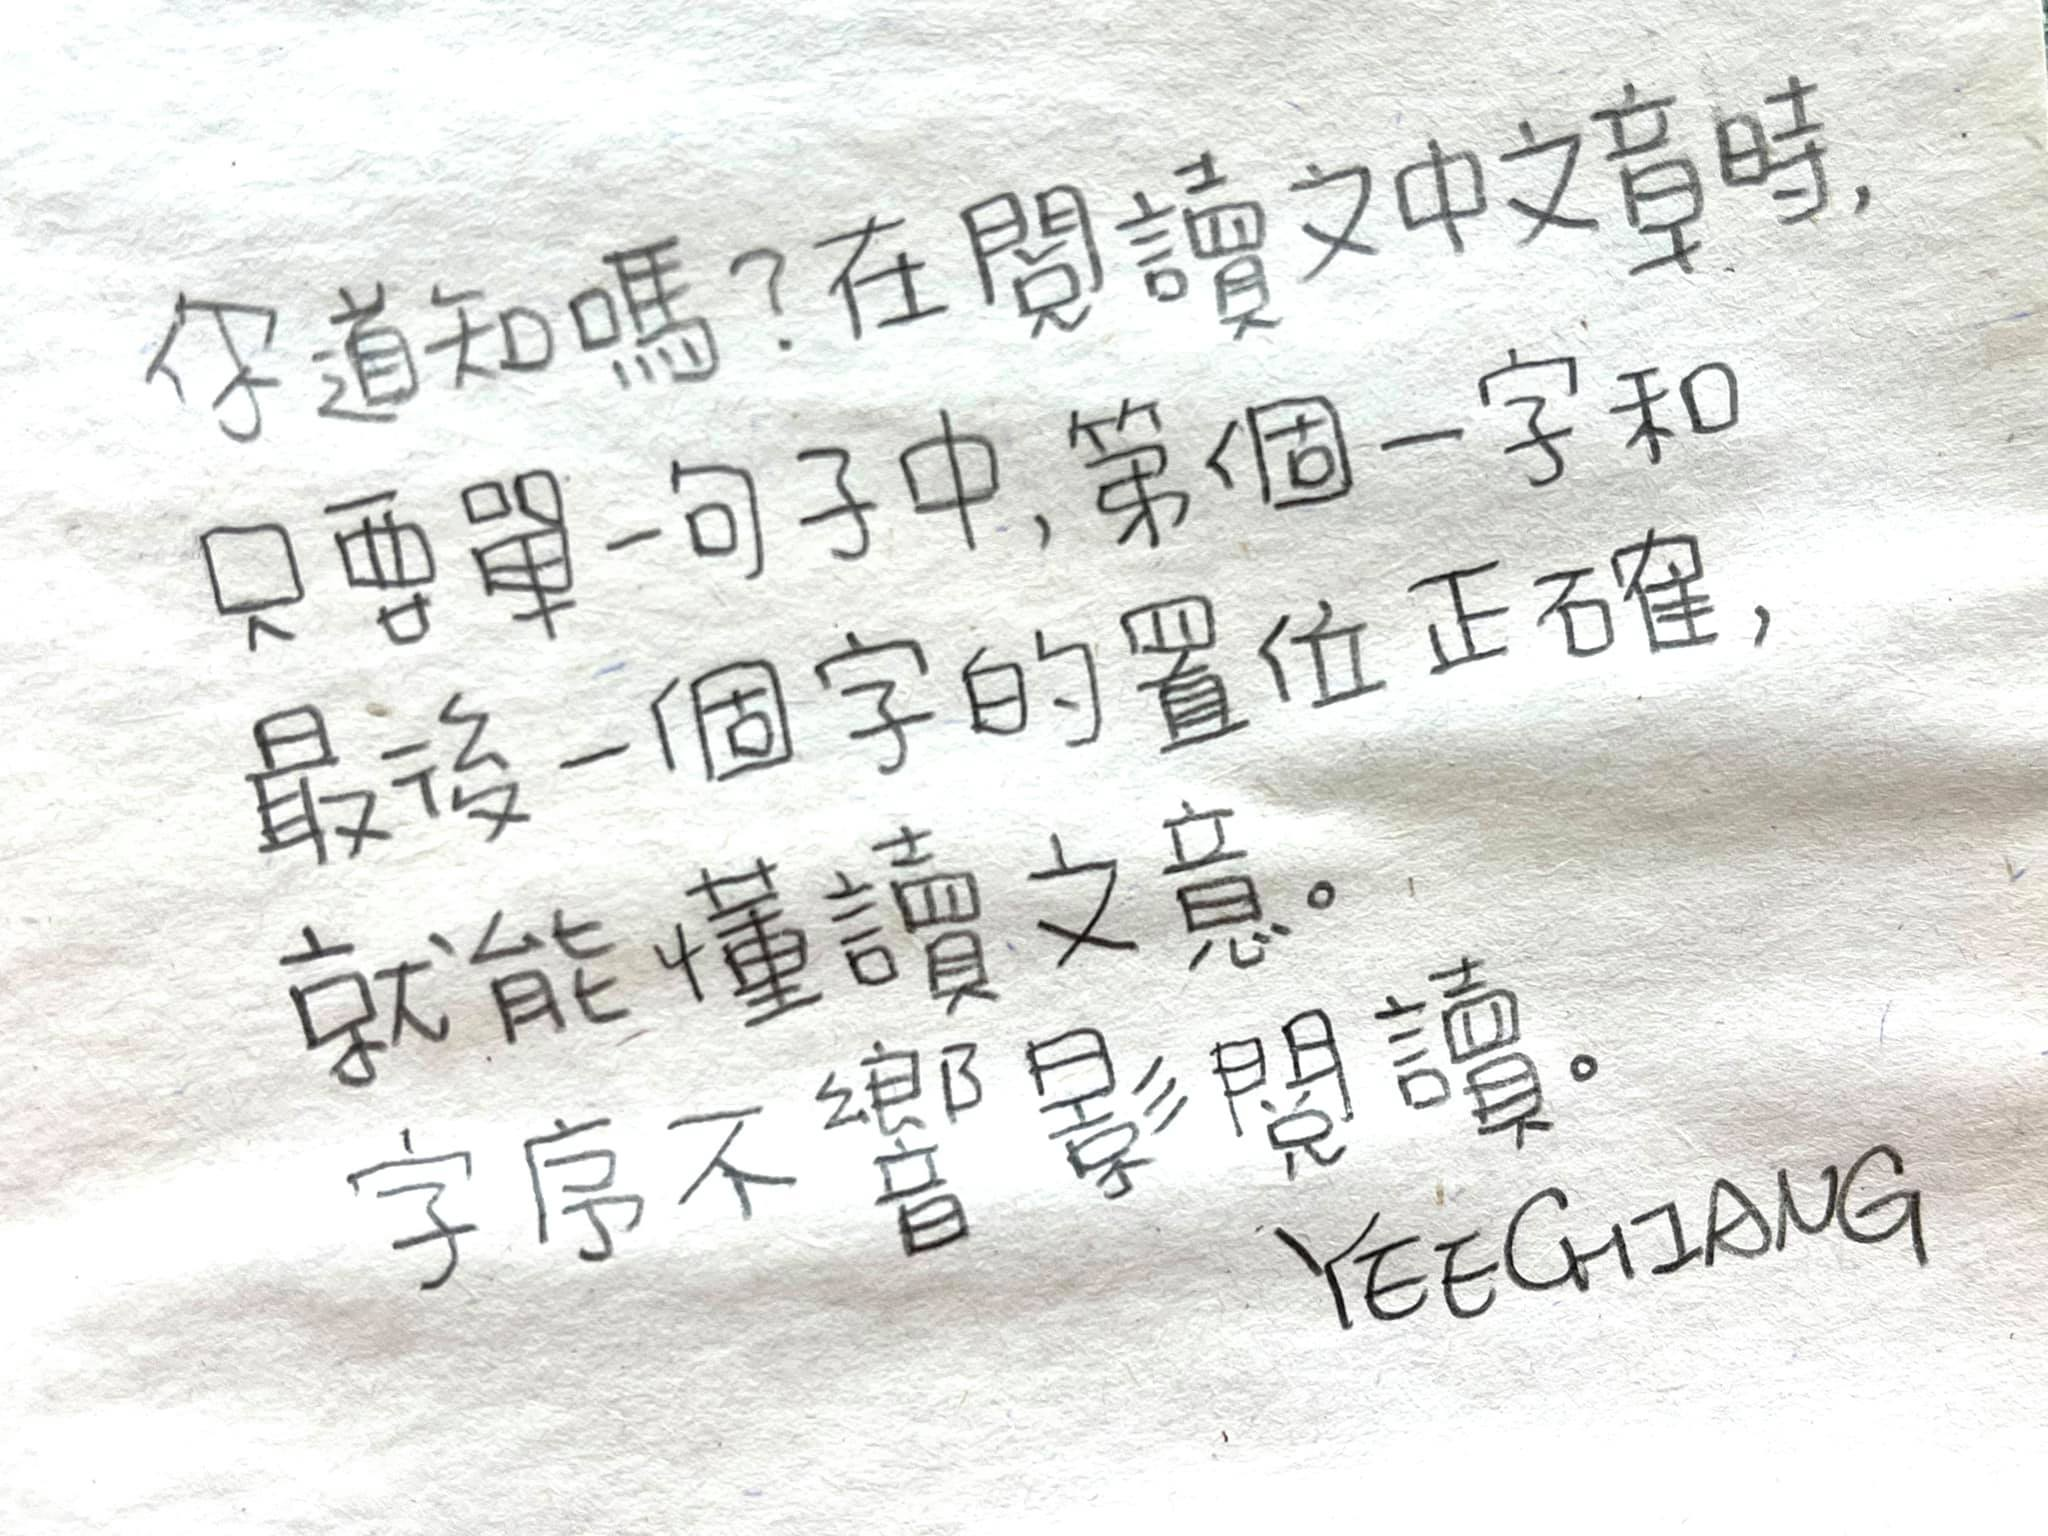 你道知嗎?在閱讀文中文章時,
只要單一句子中,第個一字和
最後一個字的置位正確,
就能懂讀文意。
字序不響影閱讀。
YEECHIANG